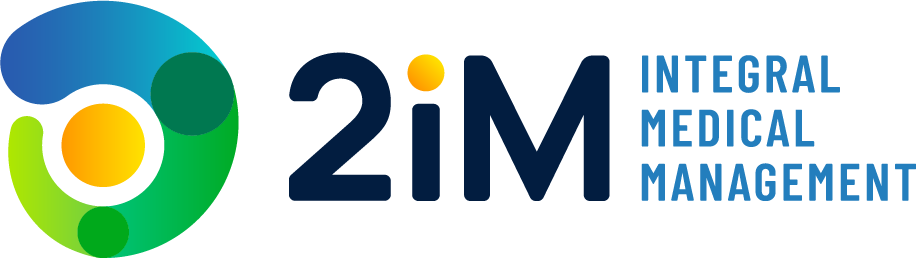 2iM
INTEGRAL
MEDICAL
MANAGEMENT